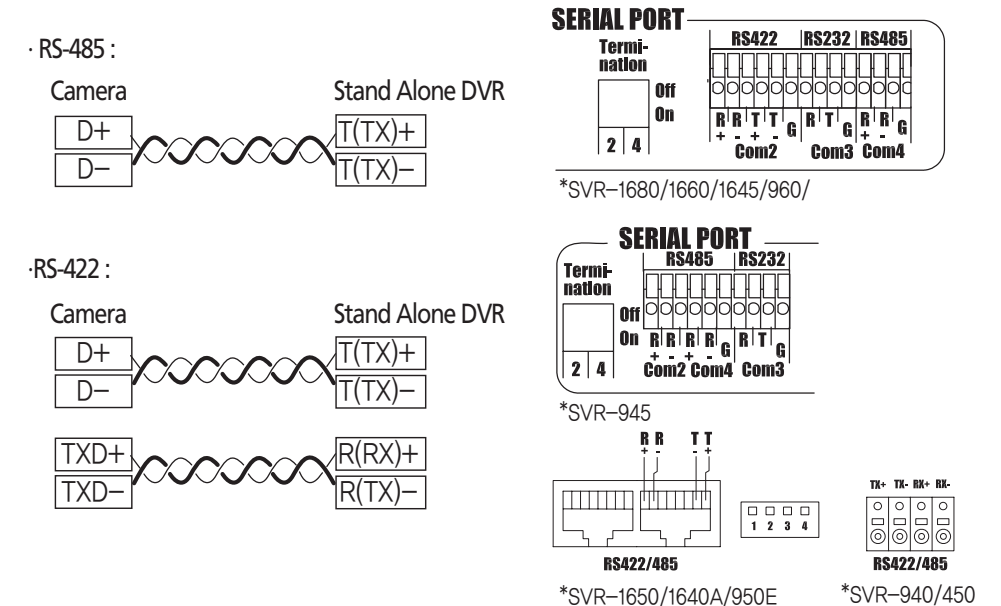 · RS-485 :
Camera Stand Alone DVR
D+ T(TX)+
D− T(TX)−
·RS-422 :
Camera Stand Alone DVR
D+ T(TX)+
D− T(TX)−
TXD+ R(RX)+
TXD− R(TX)−
SERIAL PORT
Termi-
nation
Off
On
2 4
RS422 RS232 RS485
R R T T G R T G R R G
+ - + - + -
Com2 Com3 Com4
*SVR−1680/1660/1645/960/
SERIAL PORT
Termi-
nation
Off
On
2 4
RS485 RS232
R R R R G R T G
+ - + -
Com2 Com4 Com3
*SVR−945
R R T T
+ - - +
1 2 3 4
RS422/485
*SVR−1650/1640A/950E
TX+ TX- RX+ RX-
RS422/485
*SVR−940/450